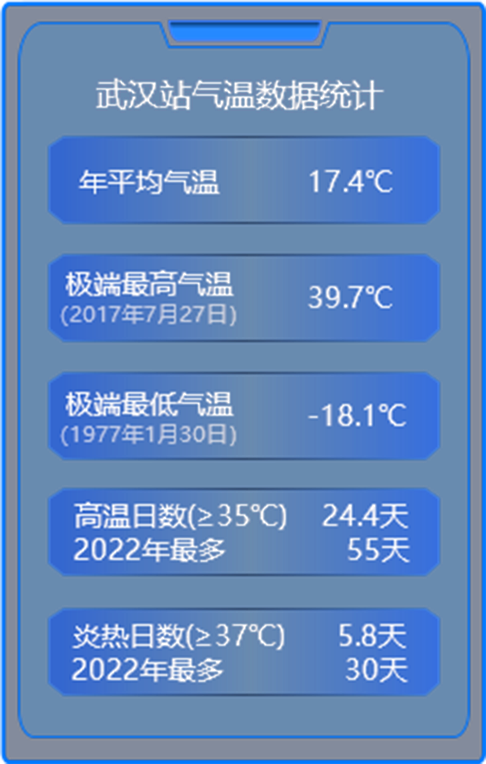 武汉站气温数据统计
年平均气温 17.4℃
极端最高气温 39.7℃
(2017年7月27日)
极端最低气温 -18.1℃
(1977年1月30日)
高温日数(≥35℃) 24.4天
2022年最多 55天
炎热日数(≥37℃) 5.8天
2022年最多 30天